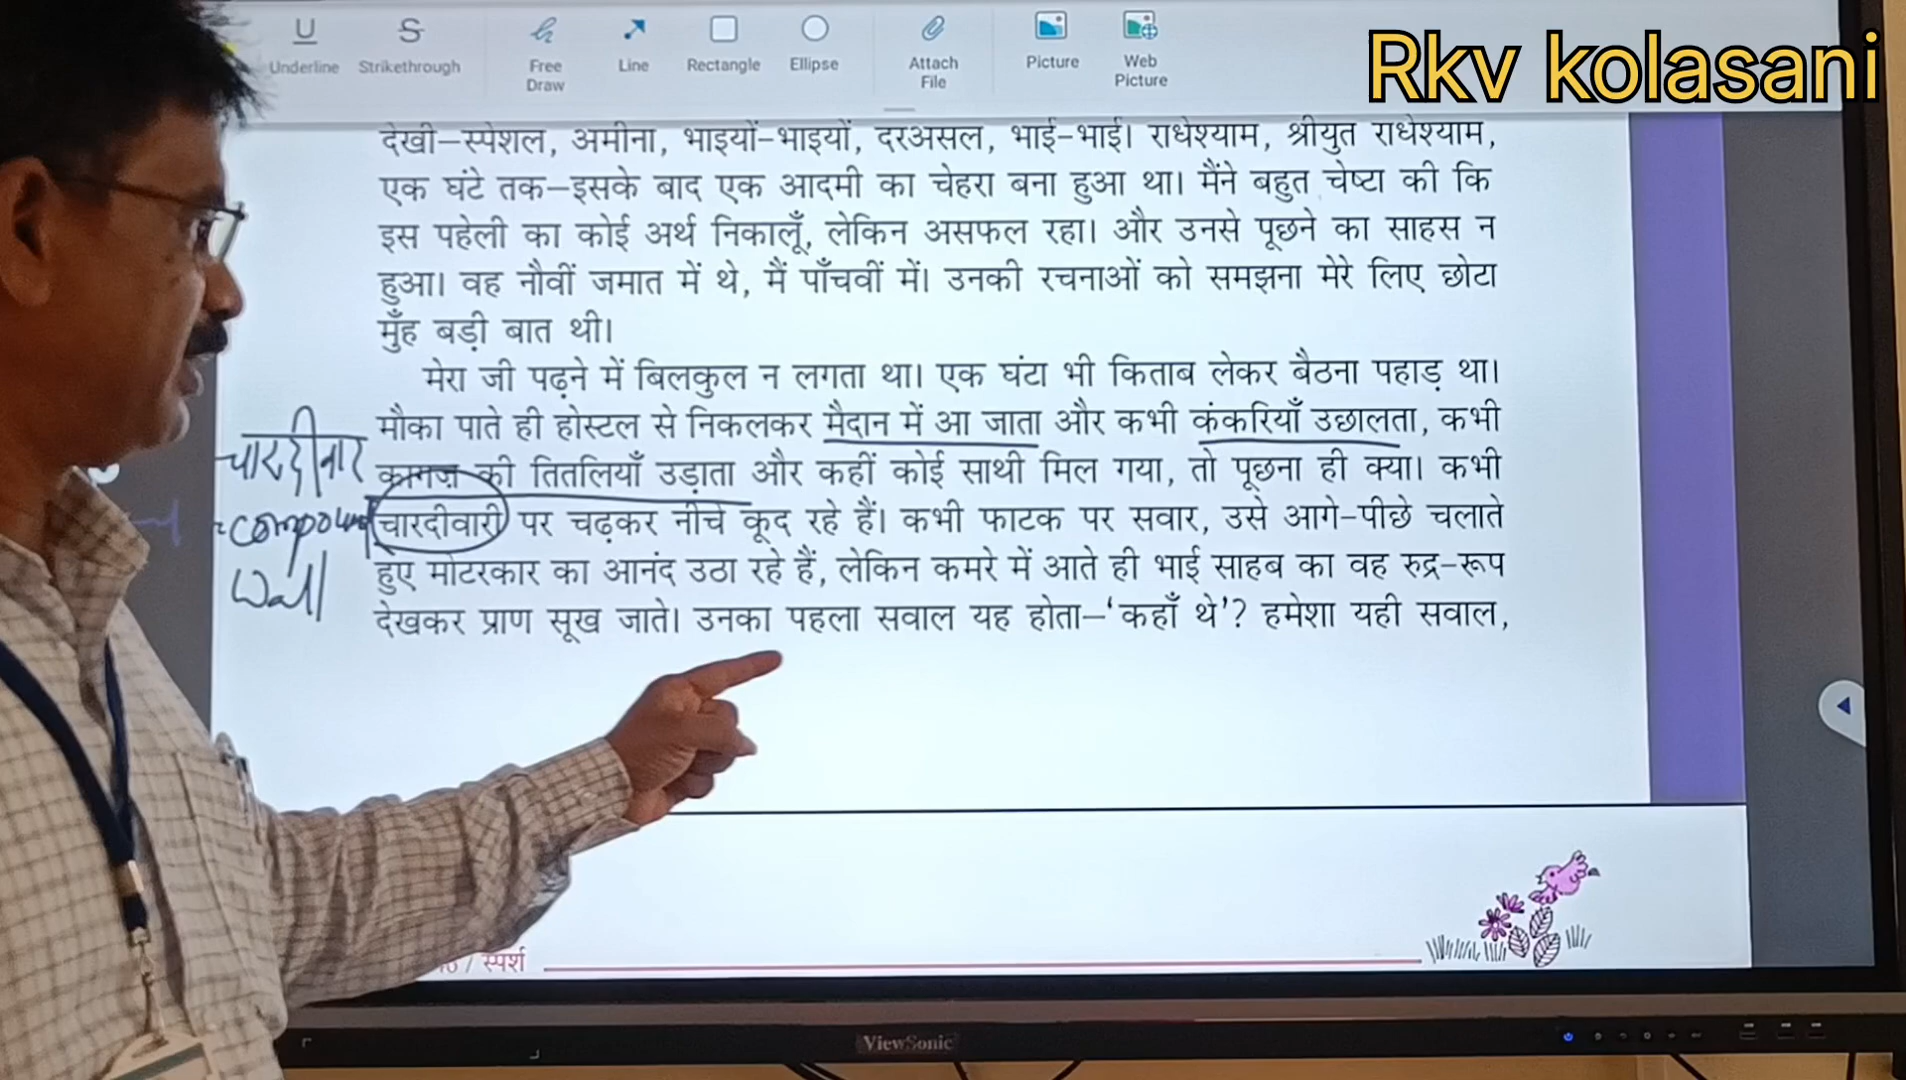 Underline Strikethrough Free Draw Line Rectangle Ellipse Attach File Picture Web Picture
Rkv kolasani
देखी—स्पेशल, अमीना, भाइयों-भाइयों, दरअसल, भाई-भाई। राधेश्याम, श्रीयुत राधेश्याम,
एक घंटे तक—इसके बाद एक आदमी का चेहरा बना हुआ था। मैंने बहुत चेष्टा की कि
इस पहेली का कोई अर्थ निकालूँ, लेकिन असफल रहा। और उनसे पूछने का साहस न
हुआ। वह नौवीं जमात में थे, मैं पाँचवीं में। उनकी रचनाओं को समझना मेरे लिए छोटा
मुँह बड़ी बात थी।
मेरा जी पढ़ने में बिलकुल न लगता था। एक घंटा भी किताब लेकर बैठना पहाड़ था।
मौका पाते ही होस्टल से निकलकर मैदान में आ जाता और कभी कंकरियाँ उछालता, कभी
कागज़ की तितलियाँ उड़ाता और कहीं कोई साथी मिल गया, तो पूछना ही क्या। कभी
चारदीवारी पर चढ़कर नीचे कूद रहे हैं। कभी फाटक पर सवार, उसे आगे-पीछे चलाते
हुए मोटरकार का आनंद उठा रहे हैं, लेकिन कमरे में आते ही भाई साहब का वह रुद्र-रूप
देखकर प्राण सूख जाते। उनका पहला सवाल यह होता—‘कहाँ थे’? हमेशा यही सवाल,
compound
Wall
/ स्पर्श
ViewSonic